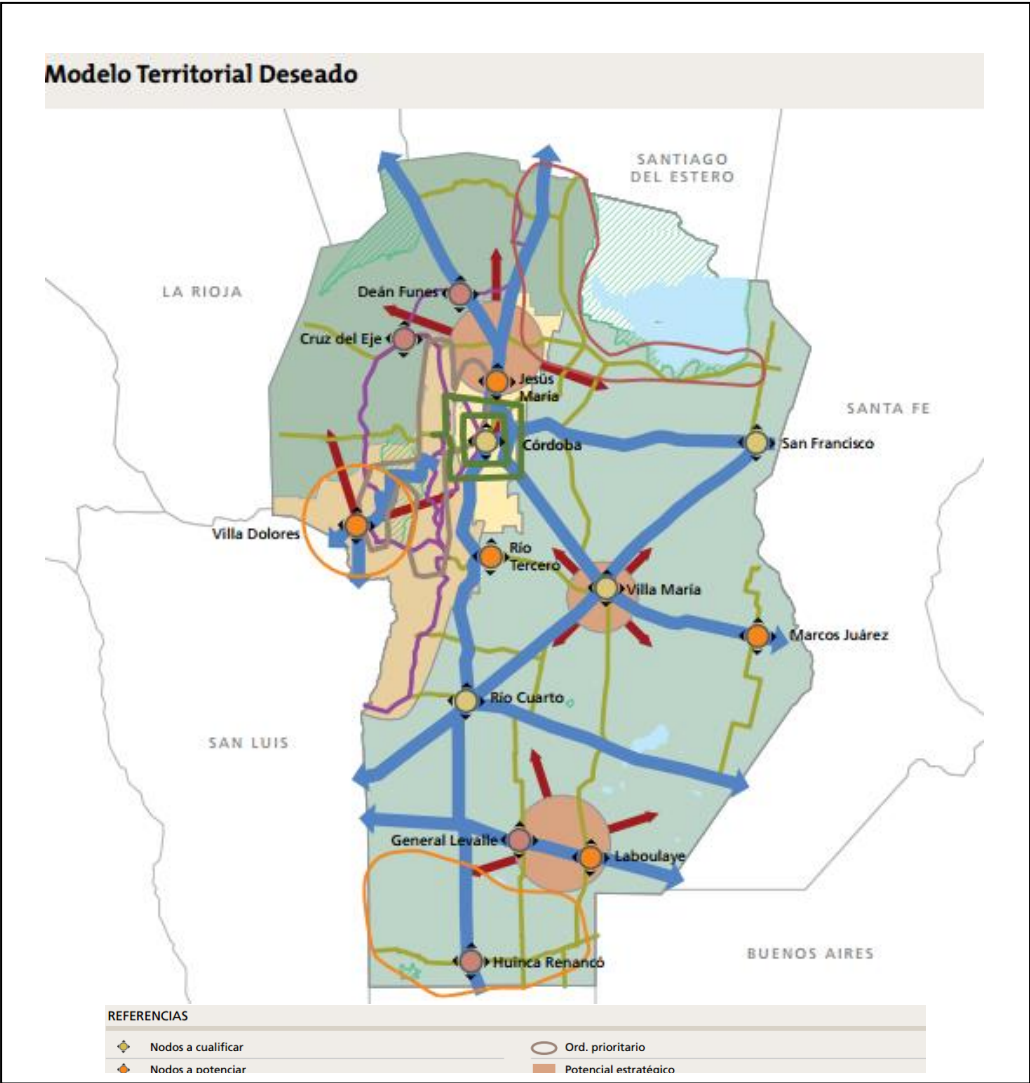 Modelo Territorial Deseado
SANTIAGO
DEL ESTERO
LA RIOJA
Deán Funes
Cruz del Eje
Jesús
María
SANTA FE
Córdoba
San Francisco
Villa Dolores
Río
Tercero
Villa María
Marcos Juárez
Río Cuarto
SAN LUIS
General Levalle
Laboulaye
BUENOS AIRES
Huinca Renancó
REFERENCIAS
Nodos a cualificar
Ord. prioritario
Nodos a potenciar
Potencial estratégico